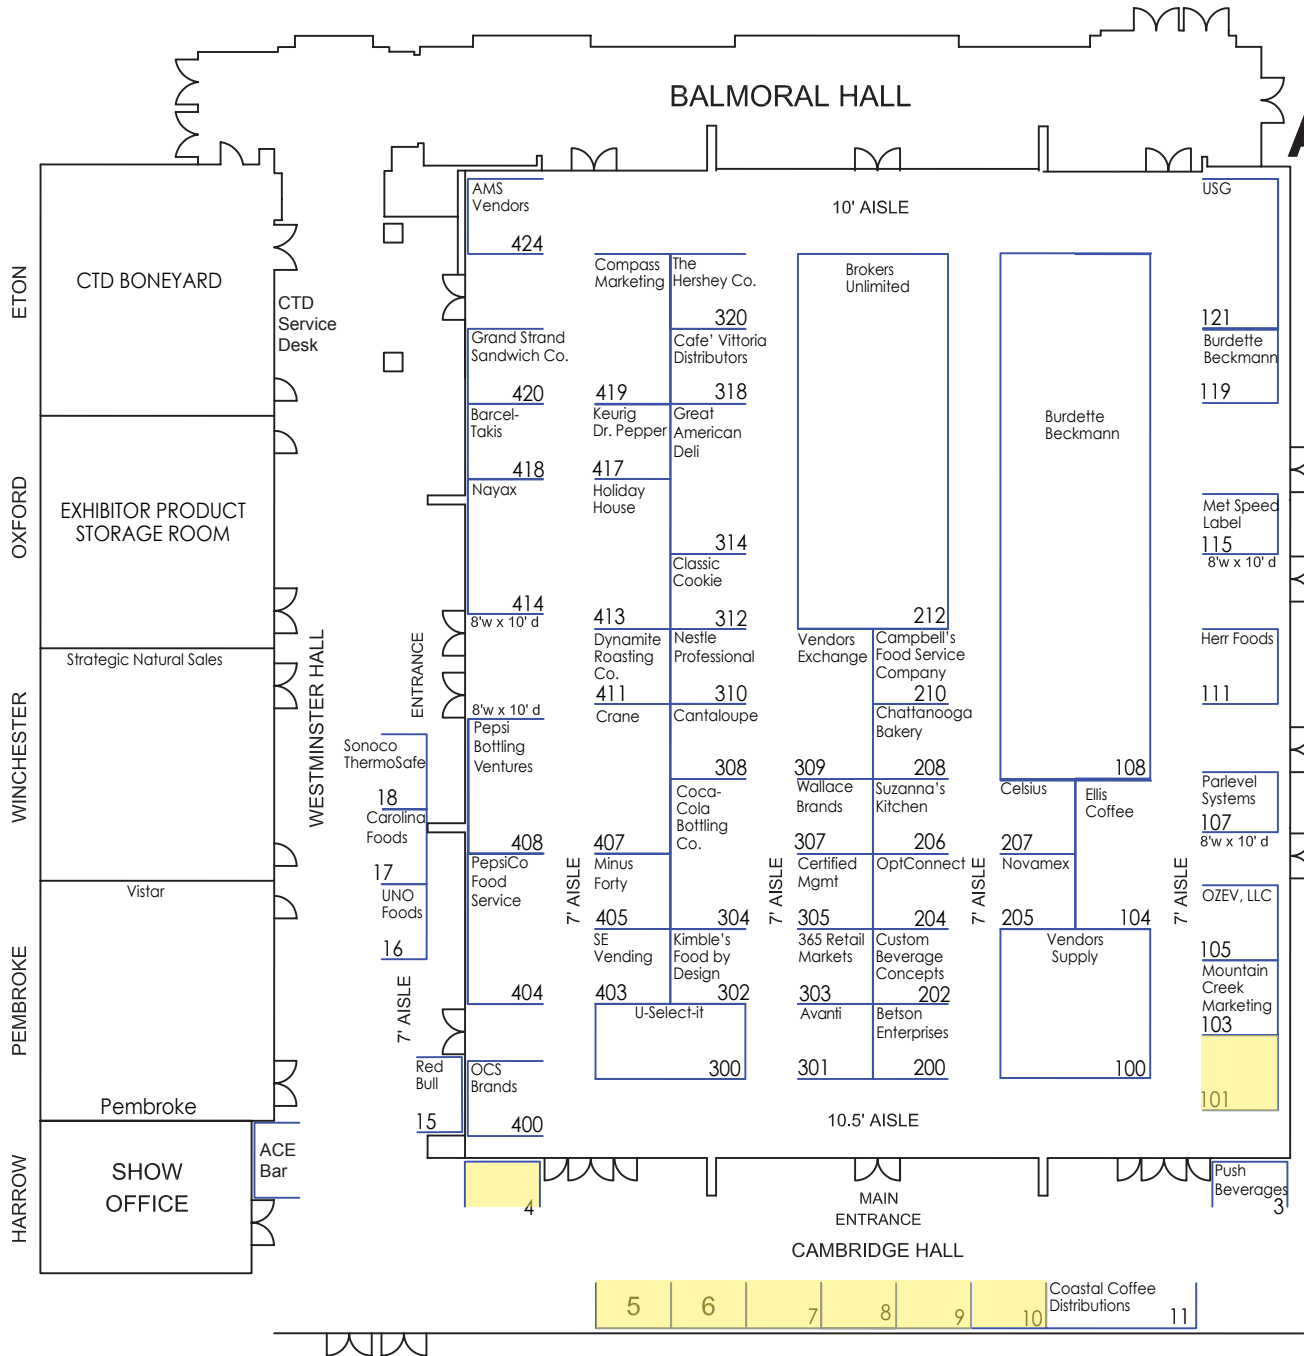 BALMORAL HALL
A
ETON
OXFORD
WINCHESTER
PEMBROKE
HARROW
CTD BONEYARD
CTD
Service
Desk
EXHIBITOR PRODUCT
STORAGE ROOM
Strategic Natural Sales
Vistar
Pembroke
SHOW
OFFICE
ACE
Bar
WESTMINSTER HALL
ENTRANCE
Sonoco
ThermoSafe
18
Carolina
Foods
17
UNO
Foods
16
7' AISLE
Red
Bull
15
AMS
Vendors
424
Grand Strand
Sandwich Co.
420
Barcel-
Takis
418
Nayax
414
8'w x 10' d
8'w x 10' d
Pepsi
Bottling
Ventures
408
PepsiCo
Food
Service
404
OCS
Brands
400
4
7' AISLE
Compass
Marketing
419
Keurig
Dr. Pepper
417
Holiday
House
413
Dynamite
Roasting
Co.
411
Crane
407
Minus
Forty
405
SE
Vending
403
The
Hershey Co.
320
Cafe' Vittoria
Distributors
318
Great
American
Deli
314
Classic
Cookie
312
Nestle
Professional
310
Cantaloupe
308
Coca-
Cola
Bottling
Co.
304
Kimble's
Food by
Design
302
U-Select-it
300
10' AISLE
7' AISLE
Brokers
Unlimited
212
Vendors
Exchange
309
Wallace
Brands
307
Certified
Mgmt
305
365 Retail
Markets
303
Avanti
301
Campbell's
Food Service
Company
210
Chattanooga
Bakery
208
Suzanna's
Kitchen
206
OptConnect
204
Custom
Beverage
Concepts
202
Betson
Enterprises
200
7' AISLE
Burdette
Beckmann
108
Celsius
207
Novamex
205
Ellis
Coffee
104
Vendors
Supply
100
7' AISLE
USG
121
Burdette
Beckmann
119
Met Speed
Label
115
8'w x 10' d
Herr Foods
111
Parlevel
Systems
107
8'w x 10' d
OZEV, LLC
105
Mountain
Creek
Marketing
103
101
10.5' AISLE
Push
Beverages
3
MAIN
ENTRANCE
CAMBRIDGE HALL
5
6
7
8
9
10
Coastal Coffee
Distributions
11